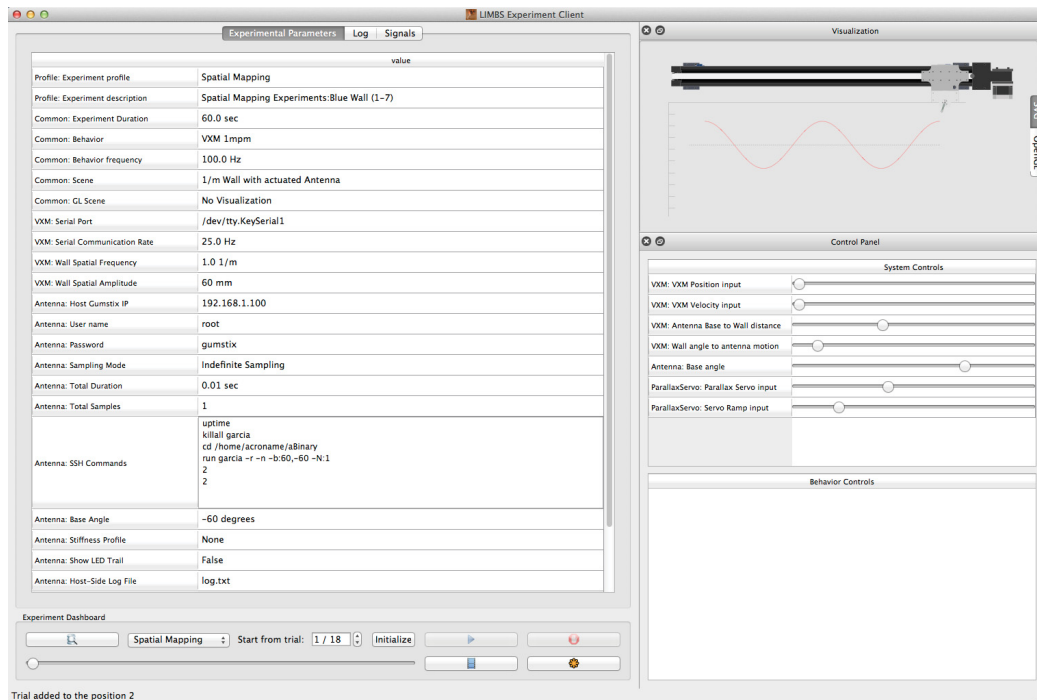 LIMBS Experiment Client
Experimental Parameters Log Signals
value
Profile: Experiment profile Spatial Mapping
Profile: Experiment description Spatial Mapping Experiments:Blue Wall (1-7)
Common: Experiment Duration 60.0 sec
Common: Behavior VXM 1mpm
Common: Behavior frequency 100.0 Hz
Common: Scene 1/m Wall with actuated Antenna
Common: GL Scene No Visualization
VXM: Serial Port /dev/tty.KeySerial1
VXM: Serial Communication Rate 25.0 Hz
VXM: Wall Spatial Frequency 1.0 1/m
VXM: Wall Spatial Amplitude 60 mm
Antenna: Host Gumstix IP 192.168.1.100
Antenna: User name root
Antenna: Password gumstix
Antenna: Sampling Mode Indefinite Sampling
Antenna: Total Duration 0.01 sec
Antenna: Total Samples 1
Antenna: SSH Commands
uptime
killall garcia
cd /home/acroname/aBinary
run garcia -r -n -b:60,-60 -N:1
2
2
Antenna: Base Angle -60 degrees
Antenna: Stiffness Profile None
Antenna: Show LED Trail False
Antenna: Host-Side Log File log.txt
Experiment Dashboard
Spatial Mapping Start from trial: 1 / 18 Initialize
Trial added to the position 2
Visualization
Control Panel
System Controls
VXM: VXM Position input
VXM: VXM Velocity input
VXM: Antenna Base to Wall distance
VXM: Wall angle to antenna motion
Antenna: Base angle
ParallaxServo: Parallax Servo input
ParallaxServo: Servo Ramp input
Behavior Controls